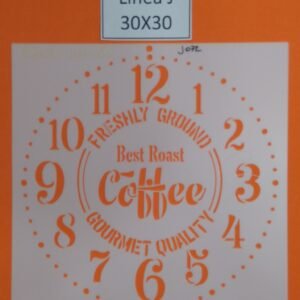 Linea J
30X30
J072
12
11
1
10
2
FRESHLY GROUND
Best Roast
9
Coffee
3
GOURMET QUALITY
8
4
7
5
6